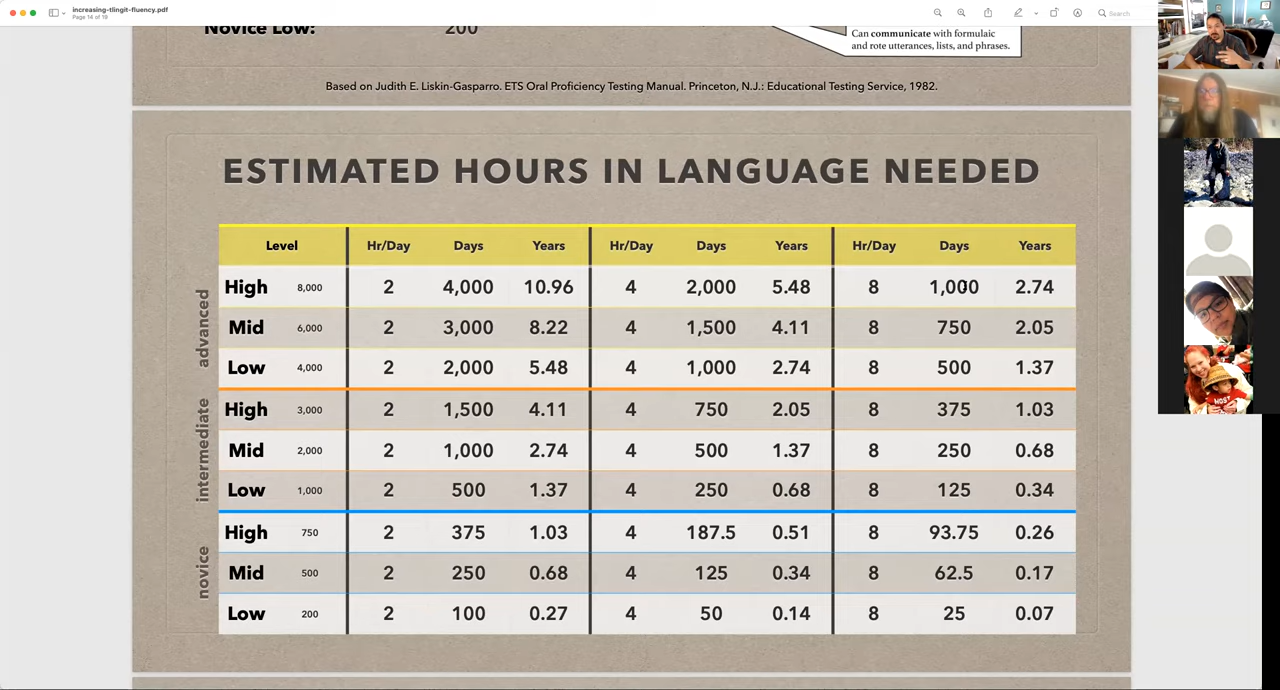 increasing-tlingit-fluency.pdf
Page 14 of 19
Search
Novice Low: 200
Can communicate with formulaic
and rote utterances, lists, and phrases.
Based on Judith E. Liskin-Gasparro. ETS Oral Proficiency Testing Manual. Princeton, N.J.: Educational Testing Service, 1982.
ESTIMATED HOURS IN LANGUAGE NEEDED
Level Hr/Day Days Years Hr/Day Days Years Hr/Day Days Years
advanced
High 8,000 2 4,000 10.96 4 2,000 5.48 8 1,000 2.74
Mid 6,000 2 3,000 8.22 4 1,500 4.11 8 750 2.05
Low 4,000 2 2,000 5.48 4 1,000 2.74 8 500 1.37
intermediate
High 3,000 2 1,500 4.11 4 750 2.05 8 375 1.03
Mid 2,000 2 1,000 2.74 4 500 1.37 8 250 0.68
Low 1,000 2 500 1.37 4 250 0.68 8 125 0.34
novice
High 750 2 375 1.03 4 187.5 0.51 8 93.75 0.26
Mid 500 2 250 0.68 4 125 0.34 8 62.5 0.17
Low 200 2 100 0.27 4 50 0.14 8 25 0.07